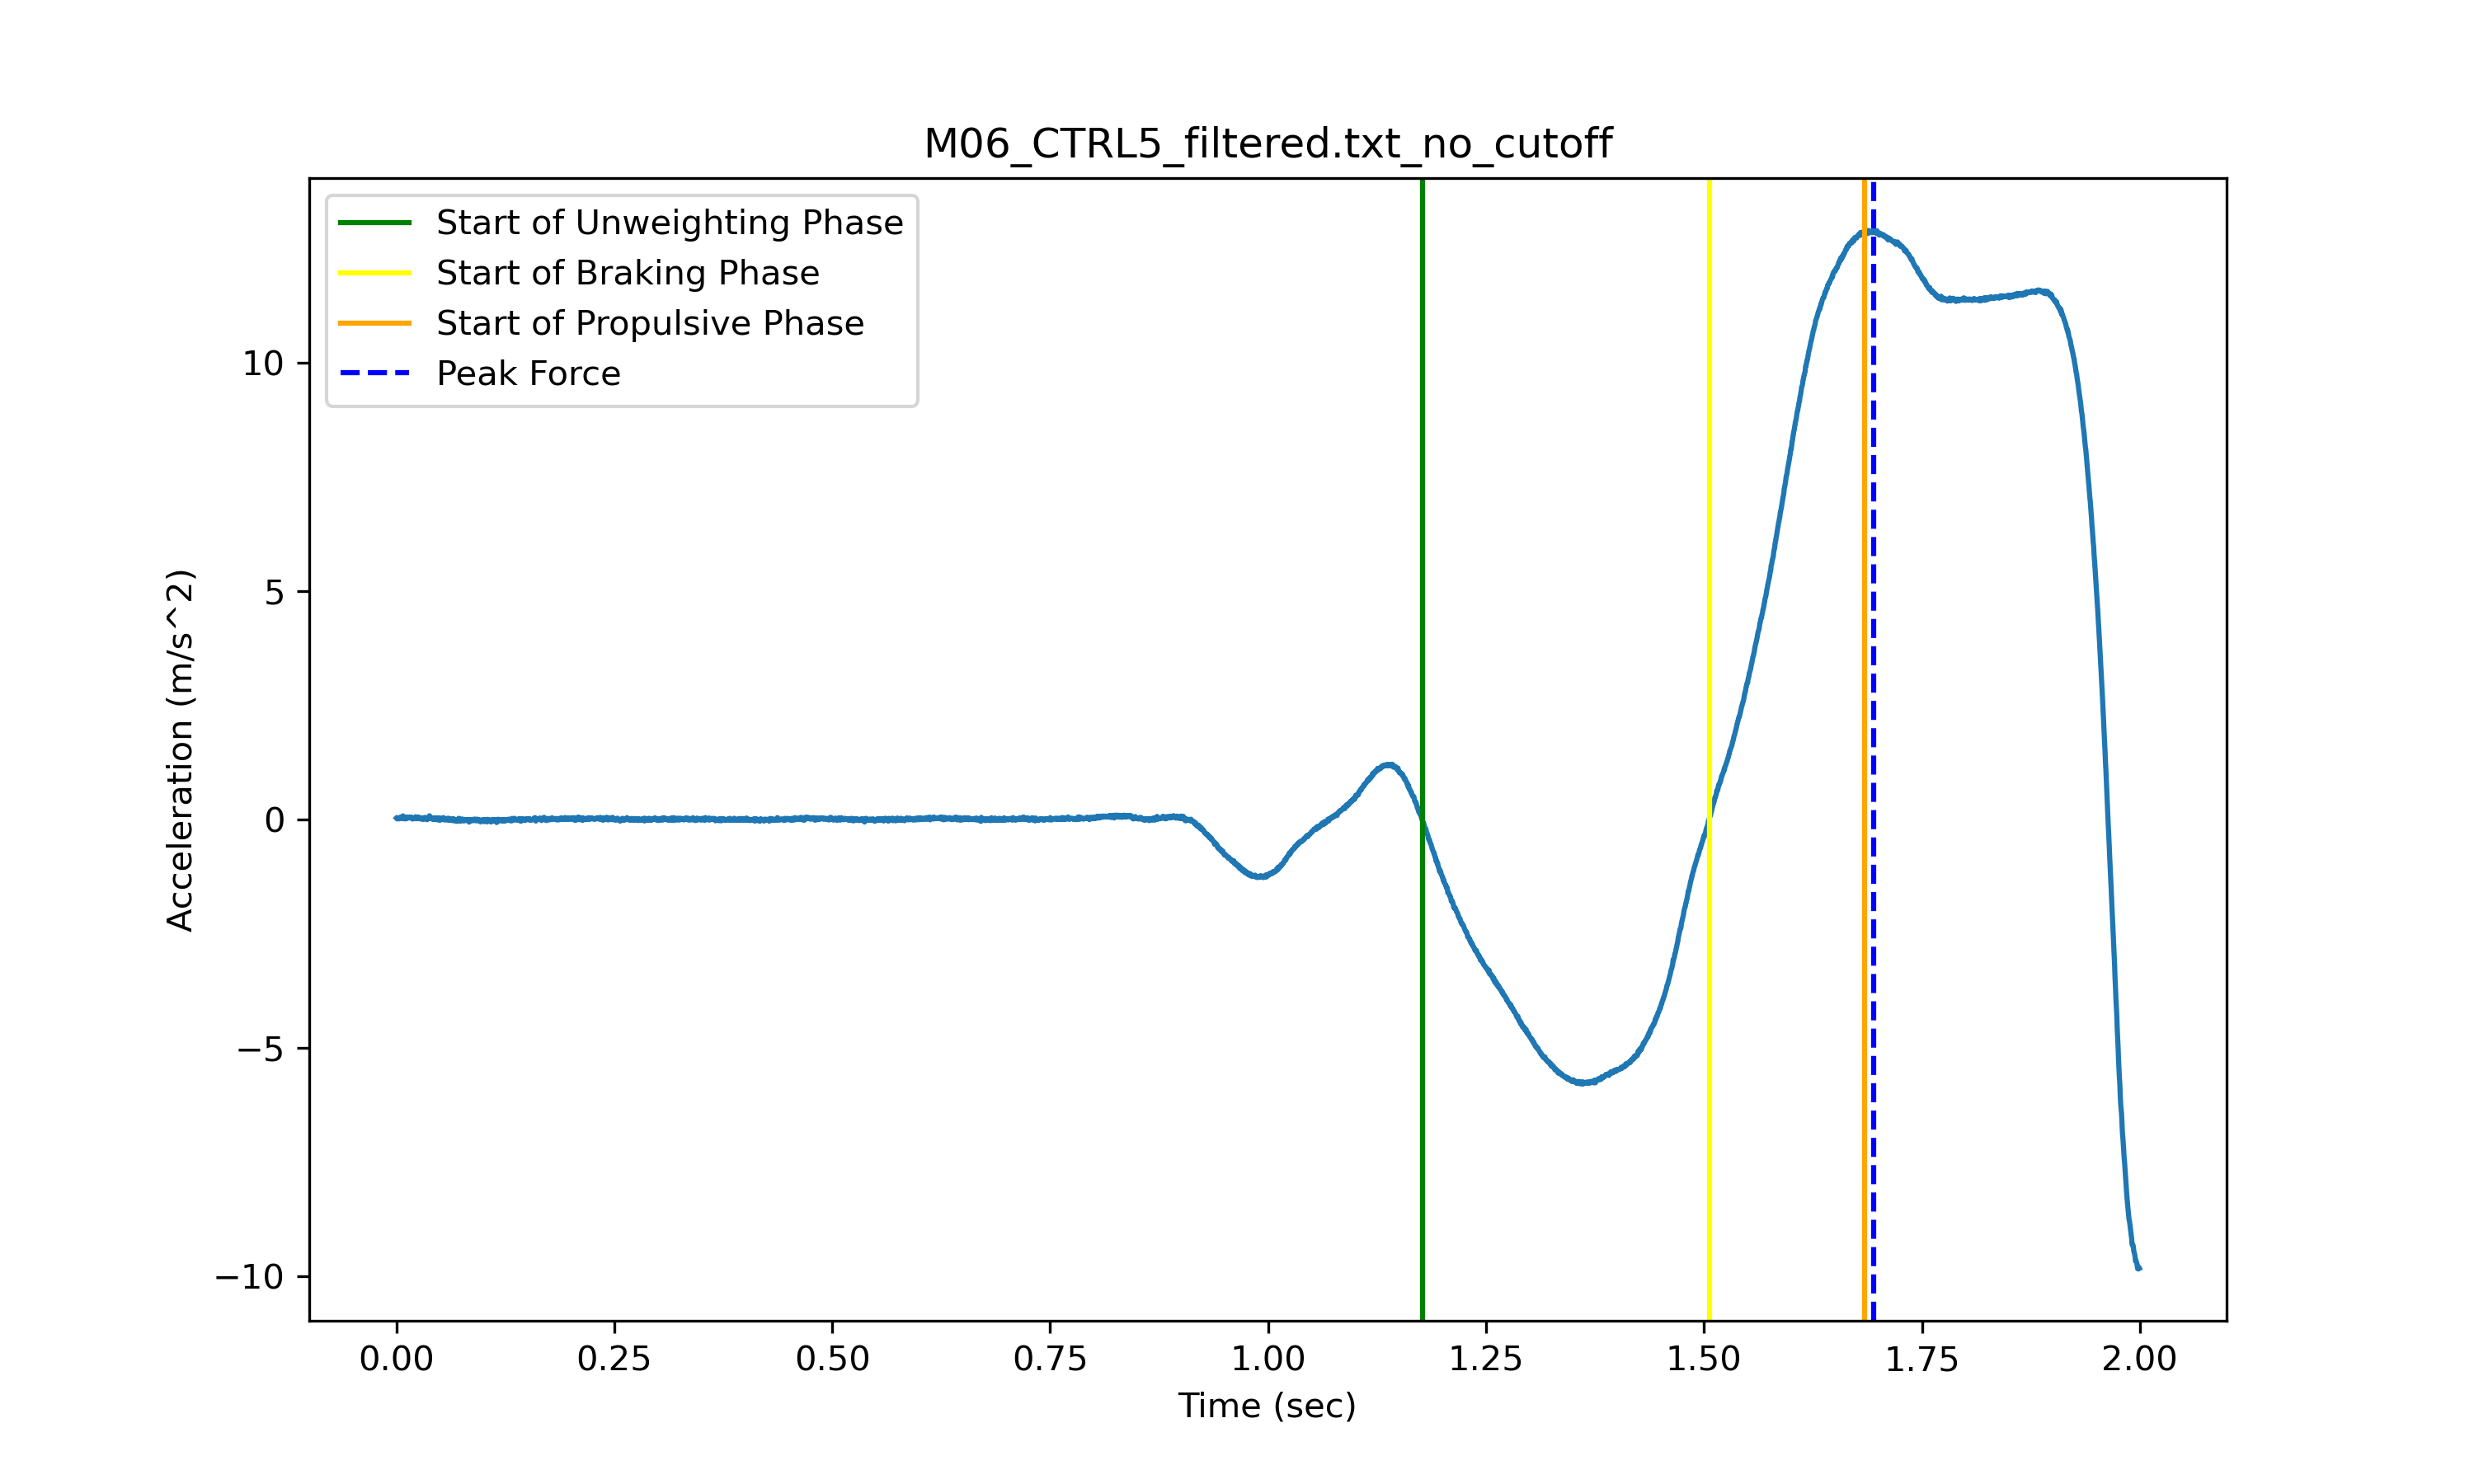 M06_CTRL5_filtered.txt_no_cutoff
Start of Unweighting Phase
Start of Braking Phase
Start of Propulsive Phase
Peak Force
10
5
0
−5
−10
Acceleration (m/s^2)
0.00 0.25 0.50 0.75 1.00 1.25 1.50 1.75 2.00
Time (sec)